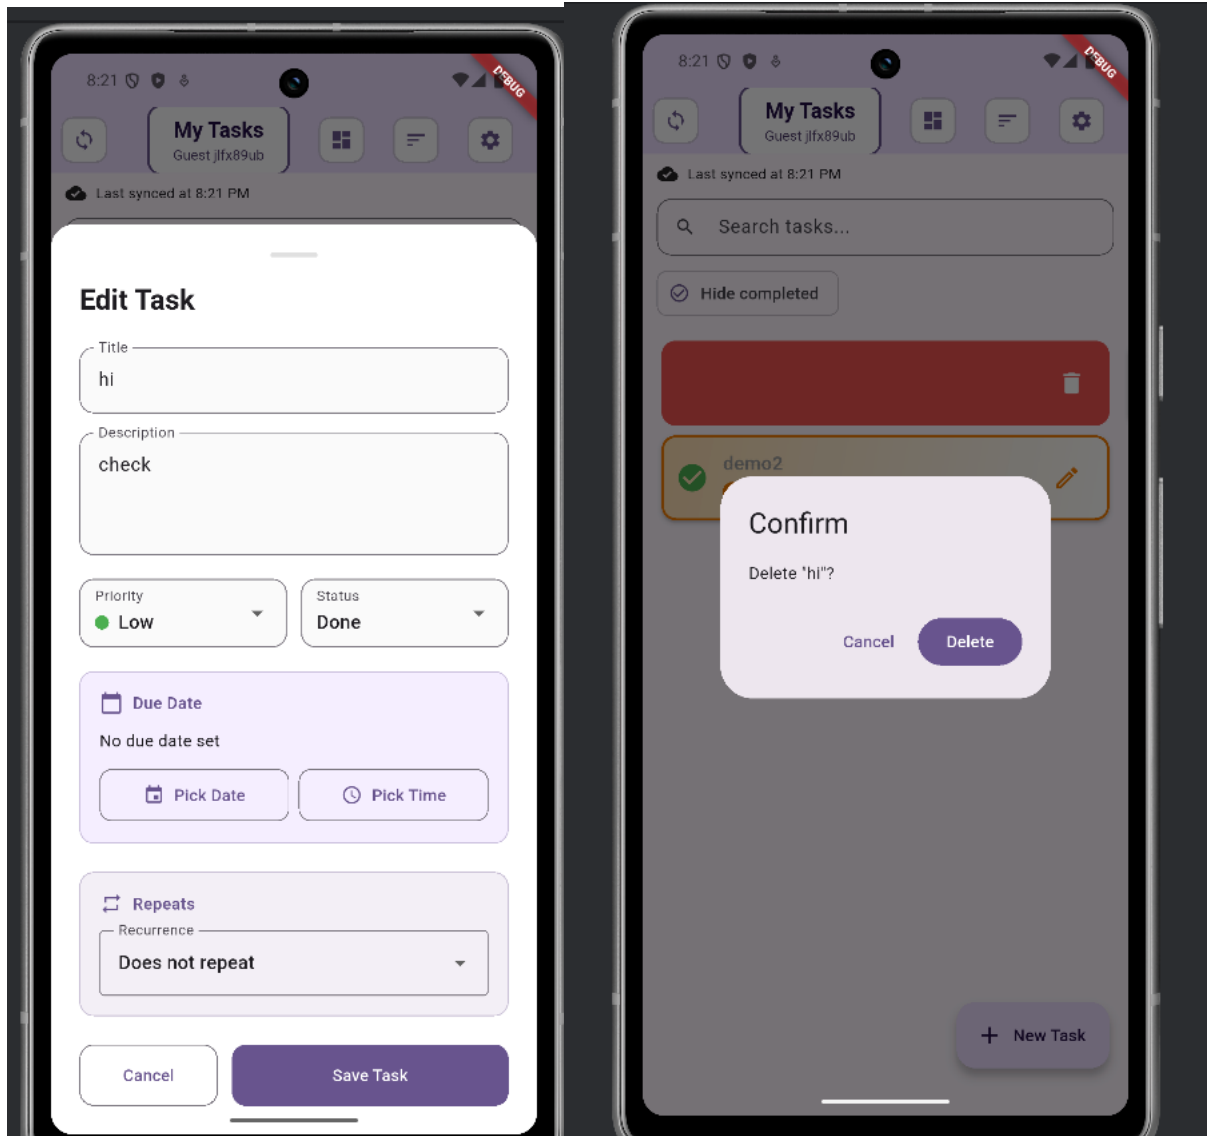 8:21
DEBUG
My Tasks
Guest jlfx89ub
Last synced at 8:21 PM
Edit Task
Title
hi
Description
check
Priority
Low
Status
Done
Due Date
No due date set
Pick Date
Pick Time
Repeats
Recurrence
Does not repeat
Cancel
Save Task
8:21
DEBUG
My Tasks
Guest jlfx89ub
Last synced at 8:21 PM
Search tasks...
Hide completed
demo2
Confirm
Delete "hi"?
Cancel
Delete
New Task